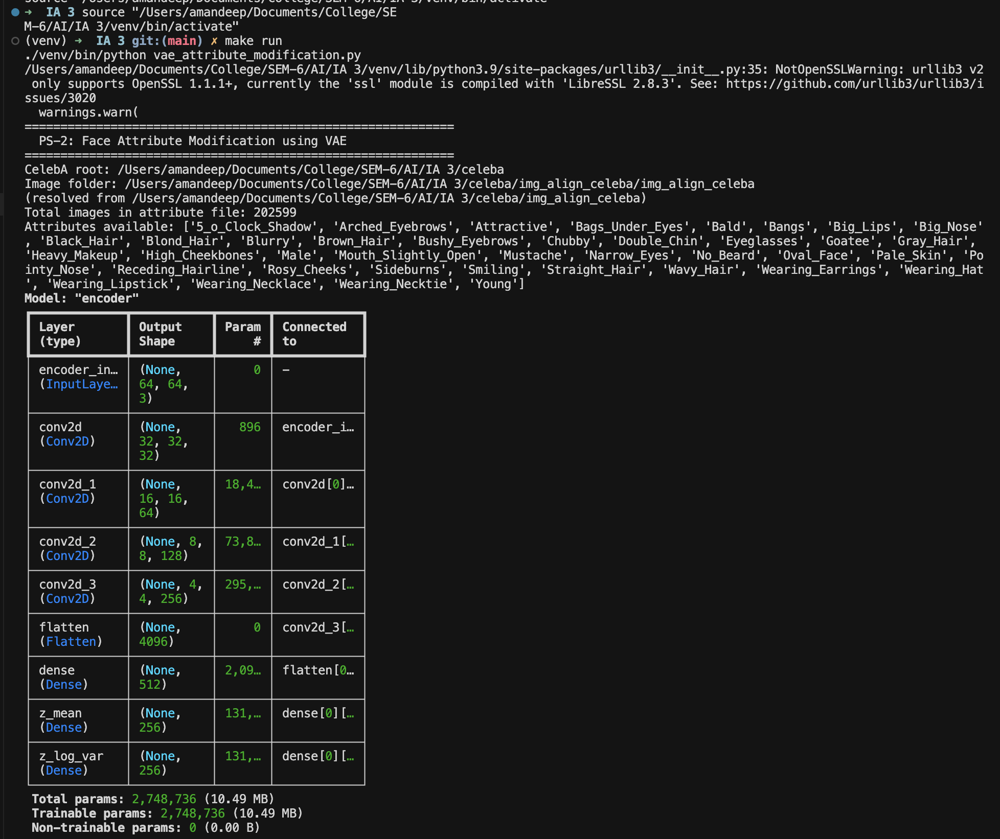 source "/Users/amandeep/Documents/College/SEM-6/AI/IA 3/venv/bin/activate"
➜  IA 3 source "/Users/amandeep/Documents/College/SE
M-6/AI/IA 3/venv/bin/activate"
(venv) ➜  IA 3 git:(main) ✗ make run
./venv/bin/python vae_attribute_modification.py
/Users/amandeep/Documents/College/SEM-6/AI/IA 3/venv/lib/python3.9/site-packages/urllib3/__init__.py:35: NotOpenSSLWarning: urllib3 v2
 only supports OpenSSL 1.1.1+, currently the 'ssl' module is compiled with 'LibreSSL 2.8.3'. See: https://github.com/urllib3/urllib3/i
ssues/3020
  warnings.warn(
============================================================
  PS-2: Face Attribute Modification using VAE
============================================================
CelebA root: /Users/amandeep/Documents/College/SEM-6/AI/IA 3/celeba
Image folder: /Users/amandeep/Documents/College/SEM-6/AI/IA 3/celeba/img_align_celeba/img_align_celeba
(resolved from /Users/amandeep/Documents/College/SEM-6/AI/IA 3/celeba/img_align_celeba)
Total images in attribute file: 202599
Attributes available: ['5_o_Clock_Shadow', 'Arched_Eyebrows', 'Attractive', 'Bags_Under_Eyes', 'Bald', 'Bangs', 'Big_Lips', 'Big_Nose'
, 'Black_Hair', 'Blond_Hair', 'Blurry', 'Brown_Hair', 'Bushy_Eyebrows', 'Chubby', 'Double_Chin', 'Eyeglasses', 'Goatee', 'Gray_Hair',
'Heavy_Makeup', 'High_Cheekbones', 'Male', 'Mouth_Slightly_Open', 'Mustache', 'Narrow_Eyes', 'No_Beard', 'Oval_Face', 'Pale_Skin', 'Po
inty_Nose', 'Receding_Hairline', 'Rosy_Cheeks', 'Sideburns', 'Smiling', 'Straight_Hair', 'Wavy_Hair', 'Wearing_Earrings', 'Wearing_Hat
', 'Wearing_Lipstick', 'Wearing_Necklace', 'Wearing_Necktie', 'Young']
Model: "encoder"
Layer Output Param Connected
(type) Shape # to
encoder_in… (None, 0 –
(InputLaye… 64, 64,
3)
conv2d (None, 896 encoder_i…
(Conv2D) 32, 32,
32)
conv2d_1 (None, 18,4… conv2d[0]…
(Conv2D) 16, 16,
64)
conv2d_2 (None, 8, 73,8… conv2d_1[…
(Conv2D) 8, 128)
conv2d_3 (None, 4, 295,… conv2d_2[…
(Conv2D) 4, 256)
flatten (None, 0 conv2d_3[…
(Flatten) 4096)
dense (None, 2,09… flatten[0…
(Dense) 512)
z_mean (None, 131,… dense[0][…
(Dense) 256)
z_log_var (None, 131,… dense[0][…
(Dense) 256)
Total params: 2,748,736 (10.49 MB)
Trainable params: 2,748,736 (10.49 MB)
Non-trainable params: 0 (0.00 B)